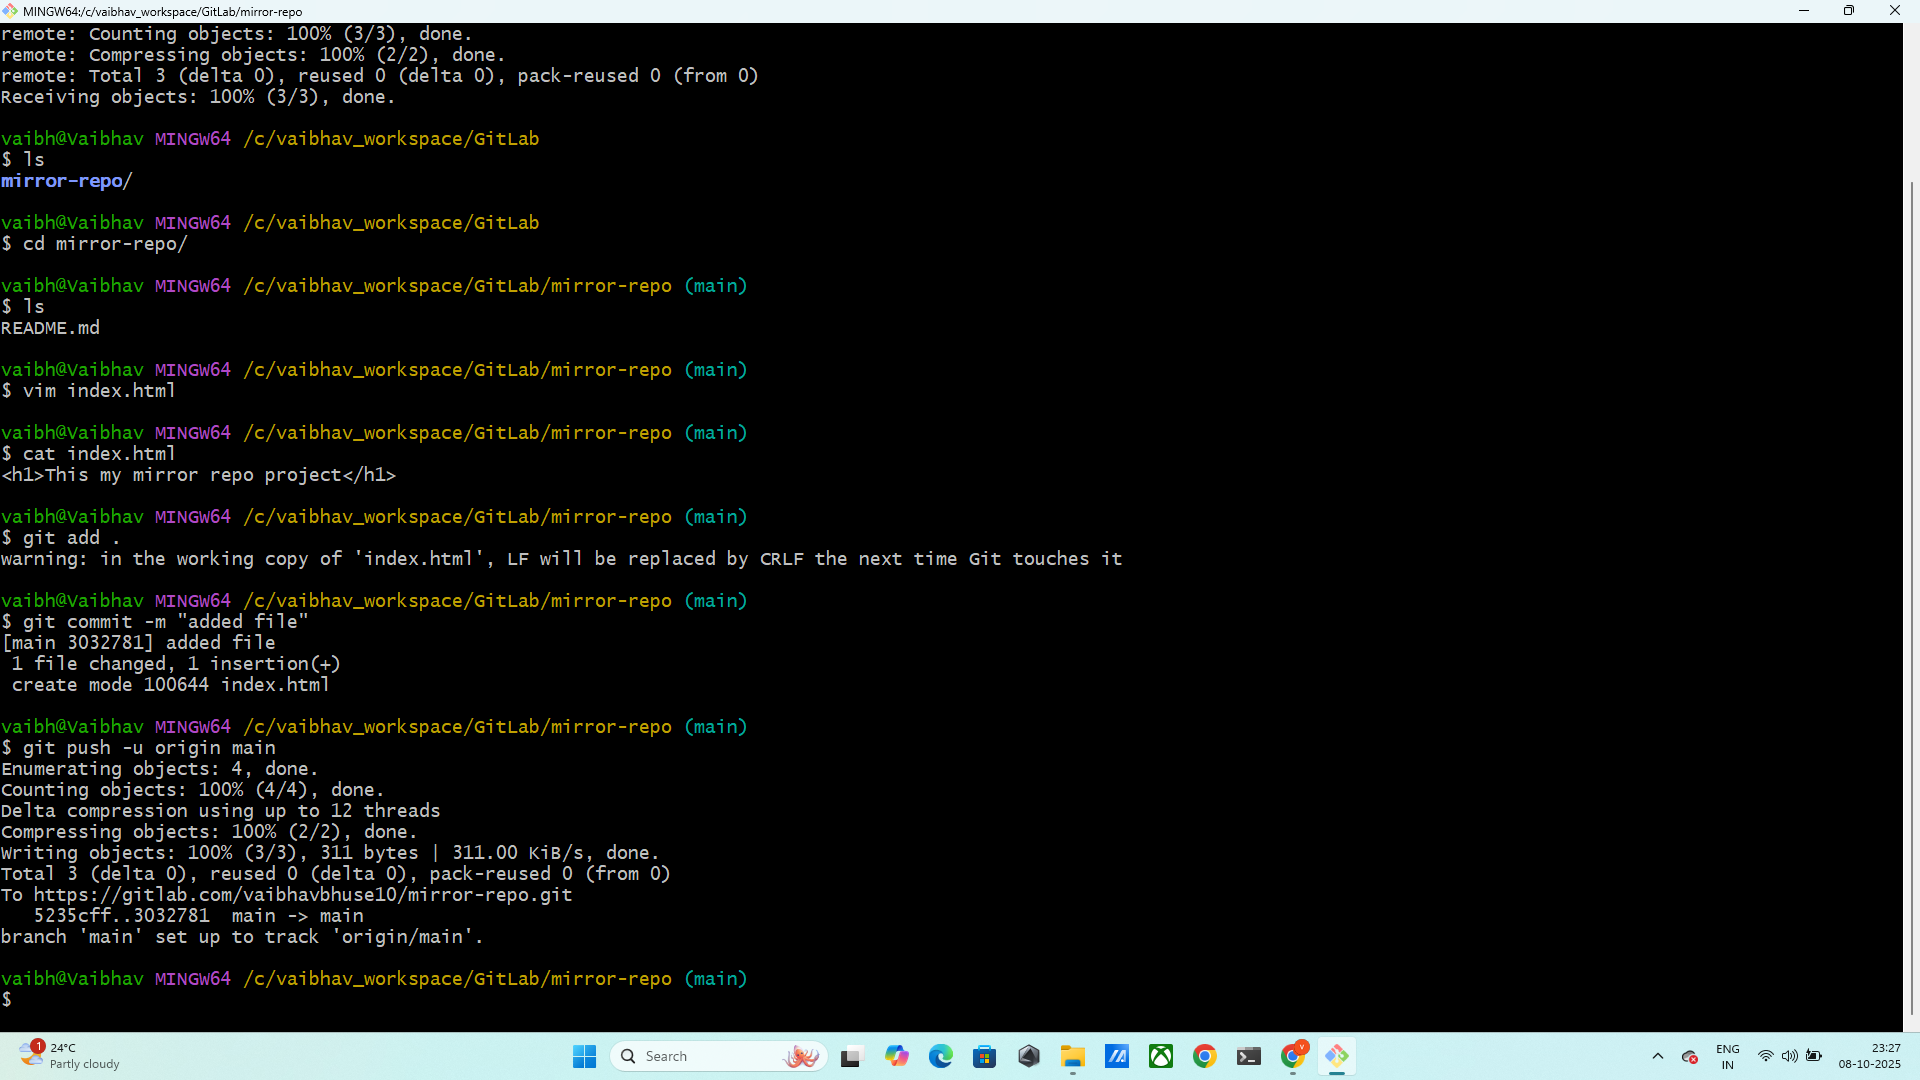 MINGW64:/c/vaibhav_workspace/GitLab/mirror-repo
remote: Counting objects: 100% (3/3), done.
remote: Compressing objects: 100% (2/2), done.
remote: Total 3 (delta 0), reused 0 (delta 0), pack-reused 0 (from 0)
Receiving objects: 100% (3/3), done.
vaibh@Vaibhav MINGW64 /c/vaibhav_workspace/GitLab
$ ls
mirror-repo/
vaibh@Vaibhav MINGW64 /c/vaibhav_workspace/GitLab
$ cd mirror-repo/
vaibh@Vaibhav MINGW64 /c/vaibhav_workspace/GitLab/mirror-repo (main)
$ ls
README.md
vaibh@Vaibhav MINGW64 /c/vaibhav_workspace/GitLab/mirror-repo (main)
$ vim index.html
vaibh@Vaibhav MINGW64 /c/vaibhav_workspace/GitLab/mirror-repo (main)
$ cat index.html
<h1>This my mirror repo project</h1>
vaibh@Vaibhav MINGW64 /c/vaibhav_workspace/GitLab/mirror-repo (main)
$ git add .
warning: in the working copy of 'index.html', LF will be replaced by CRLF the next time Git touches it
vaibh@Vaibhav MINGW64 /c/vaibhav_workspace/GitLab/mirror-repo (main)
$ git commit -m "added file"
[main 3032781] added file
 1 file changed, 1 insertion(+)
 create mode 100644 index.html
vaibh@Vaibhav MINGW64 /c/vaibhav_workspace/GitLab/mirror-repo (main)
$ git push -u origin main
Enumerating objects: 4, done.
Counting objects: 100% (4/4), done.
Delta compression using up to 12 threads
Compressing objects: 100% (2/2), done.
Writing objects: 100% (3/3), 311 bytes | 311.00 KiB/s, done.
Total 3 (delta 0), reused 0 (delta 0), pack-reused 0 (from 0)
To https://gitlab.com/vaibhavbhuse10/mirror-repo.git
   5235cff..3032781  main -> main
branch 'main' set up to track 'origin/main'.
vaibh@Vaibhav MINGW64 /c/vaibhav_workspace/GitLab/mirror-repo (main)
$
1
24°C
Partly cloudy
Search
V
ENG
IN
23:27
08-10-2025